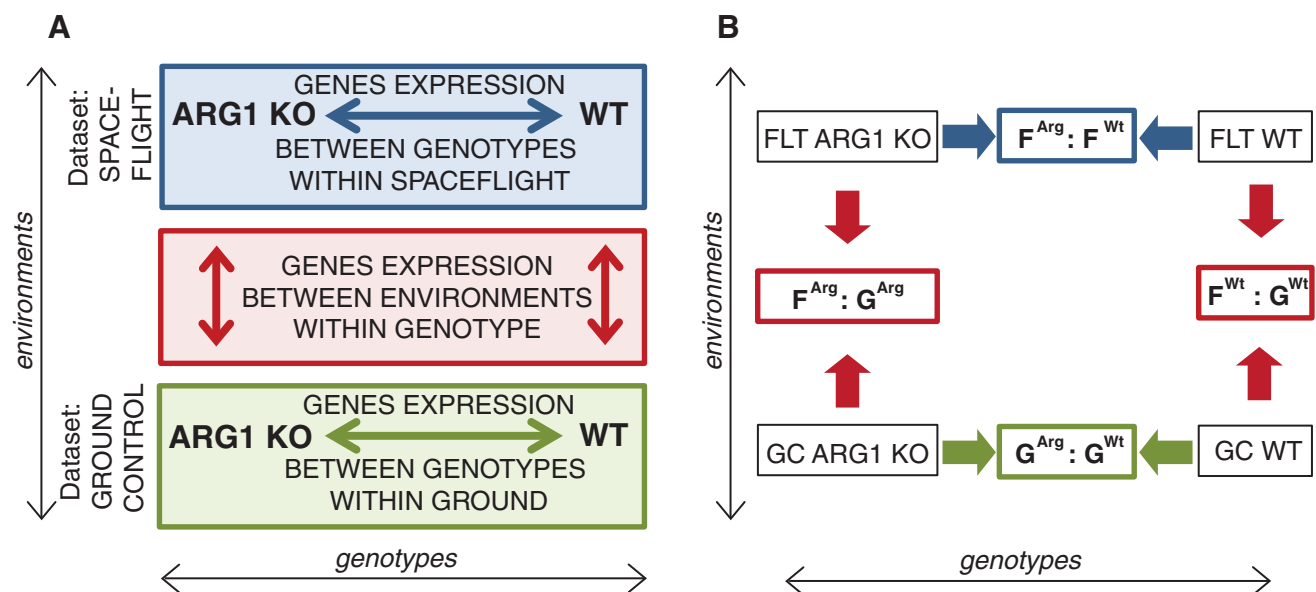 A
environments
Dataset:
SPACE-
FLIGHT
GENES EXPRESSION
ARG1 KO WT
BETWEEN GENOTYPES
WITHIN SPACEFLIGHT
GENES EXPRESSION
BETWEEN ENVIRONMENTS
WITHIN GENOTYPE
Dataset:
GROUND
CONTROL
GENES EXPRESSION
ARG1 KO WT
BETWEEN GENOTYPES
WITHIN GROUND
genotypes
B
environments
FLT ARG1 KO
F^Arg : F^Wt
FLT WT
F^Arg : G^Arg
F^Wt : G^Wt
GC ARG1 KO
G^Arg : G^Wt
GC WT
genotypes